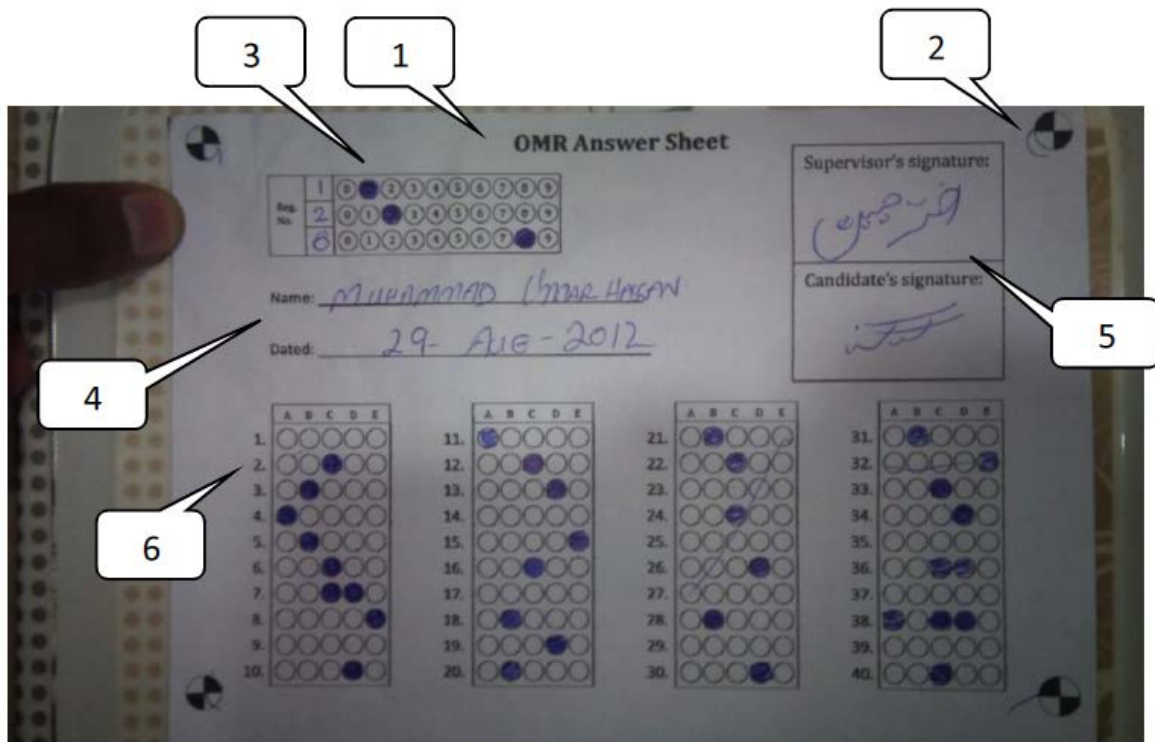 3
1
2
OMR Answer Sheet
Supervisor's signature:
Reg. No.
1 0 2 3 4 5 6 7 8 9
2 0 1 3 4 5 6 7 8 9
8 0 1 2 3 4 5 6 7 9
Candidate's signature:
Name: MUHAMMAD UMAR HASAN
Dated: 29- AUG - 2012
4
5
6
A B C D E A B C D E A B C D E A B C D E
1. 11. 21. 31.
2. 12. 22. 32.
3. 13. 23. 33.
4. 14. 24. 34.
5. 15. 25. 35.
6. 16. 26. 36.
7. 17. 27. 37.
8. 18. 28. 38.
9. 19. 29. 39.
10. 20. 30. 40.